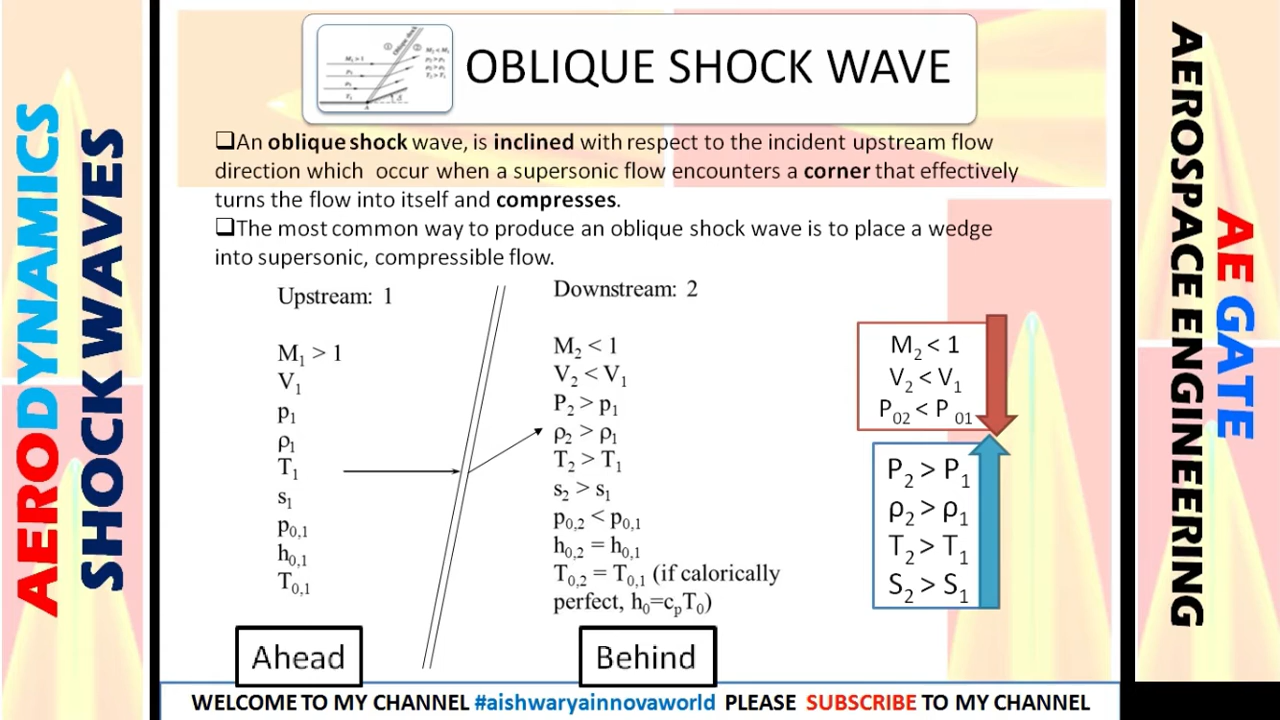 AERODYNAMICS
SHOCK WAVES
OBLIQUE SHOCK WAVE
❑An oblique shock wave, is inclined with respect to the incident upstream flow
direction which occur when a supersonic flow encounters a corner that effectively
turns the flow into itself and compresses.
❑The most common way to produce an oblique shock wave is to place a wedge
into supersonic, compressible flow.
Upstream: 1
M₁ > 1
V₁
p₁
ρ₁
T₁
s₁
p₀,₁
h₀,₁
T₀,₁
Ahead
Downstream: 2
M₂ < 1
V₂ < V₁
P₂ > p₁
ρ₂ > ρ₁
T₂ > T₁
s₂ > s₁
p₀,₂ < p₀,₁
h₀,₂ = h₀,₁
T₀,₂ = T₀,₁ (if calorically
perfect, h₀=cₚT₀)
Behind
M₂ < 1
V₂ < V₁
P₀₂ < P ₀₁
P₂ > P₁
ρ₂ > ρ₁
T₂ > T₁
S₂ > S₁
AE GATE
AEROSPACE ENGINEERING
WELCOME TO MY CHANNEL #aishwaryainnovaworld PLEASE SUBSCRIBE TO MY CHANNEL